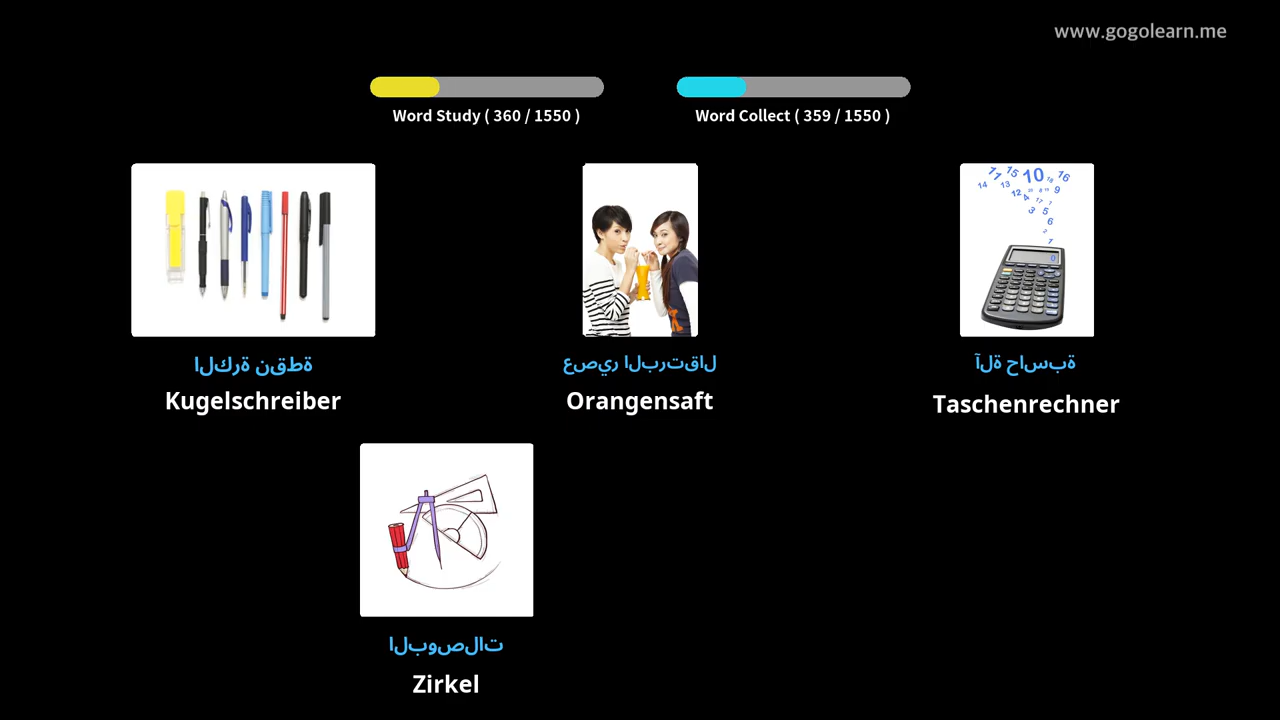 www.gogolearn.me
Word Study ( 360 / 1550 )
Word Collect ( 359 / 1550 )
الكرة نقطة
Kugelschreiber
عصير البرتقال
Orangensaft
آلة حاسبة
Taschenrechner
البوصلات
Zirkel